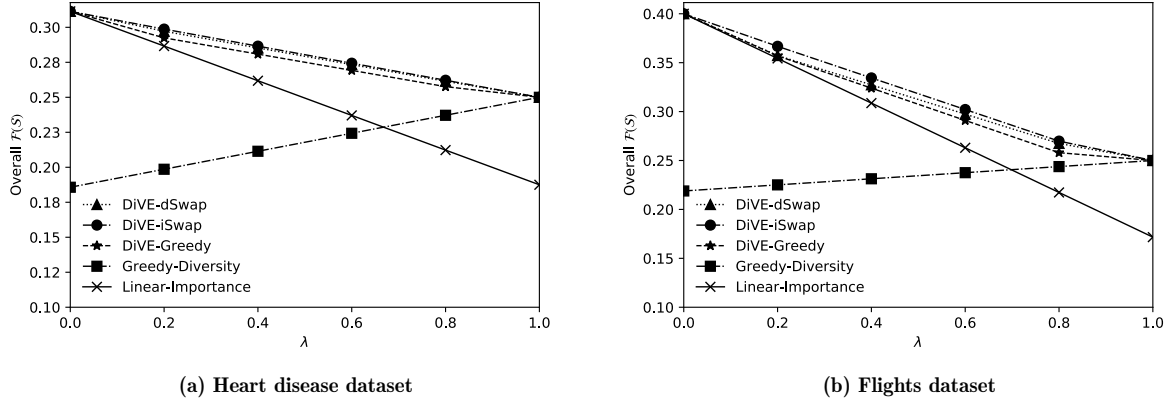 0.30
0.28
0.25
0.23
0.20
0.18
0.15
0.12
0.10
Overall F(S)
DiVE-dSwap
DiVE-iSwap
DiVE-Greedy
Greedy-Diversity
Linear-Importance
0.0 0.2 0.4 0.6 0.8 1.0
λ
(a) Heart disease dataset
0.40
0.35
0.30
0.25
0.20
0.15
0.10
Overall F(S)
DiVE-dSwap
DiVE-iSwap
DiVE-Greedy
Greedy-Diversity
Linear-Importance
0.0 0.2 0.4 0.6 0.8 1.0
λ
(b) Flights dataset